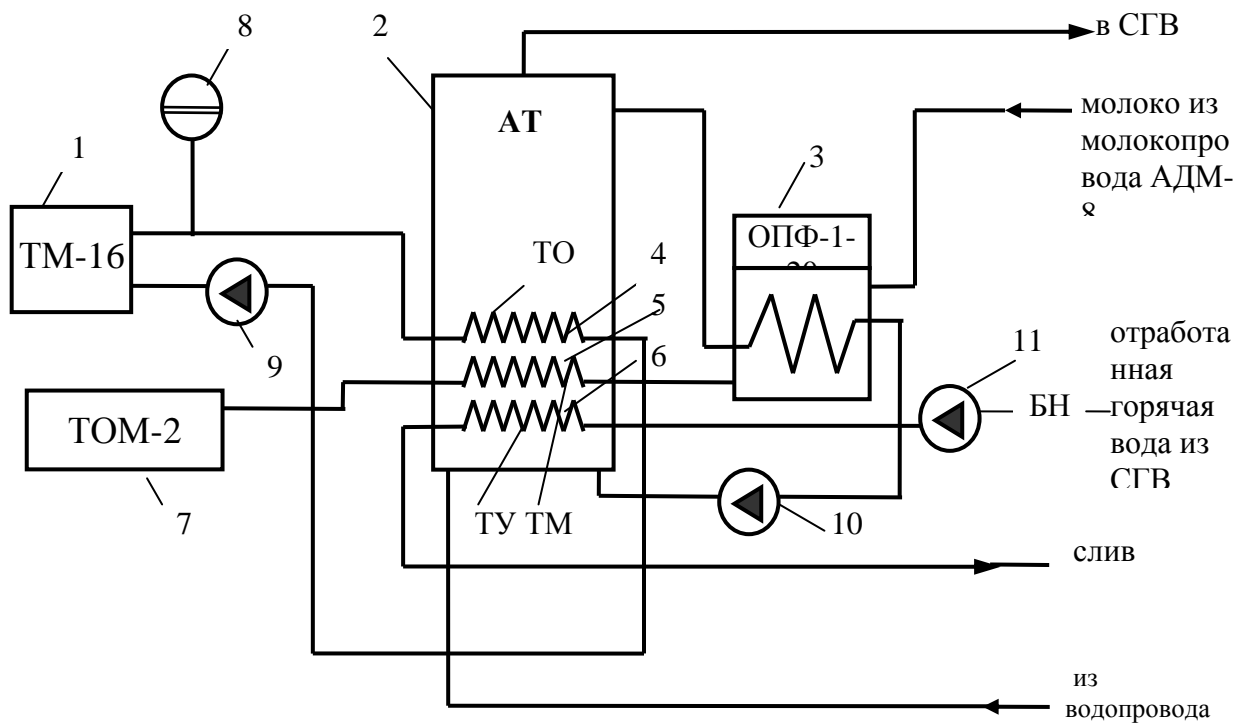 8
2
в СГВ
АТ
молоко из
молокопро
вода АДМ-
1
3
ТМ-16
ОПФ-1-
ТО
4
5
6
9
11
отработа
нная
горячая
вода из
СГВ
БН
ТОМ-2
7
ТУ ТМ
10
слив
из
водопровода